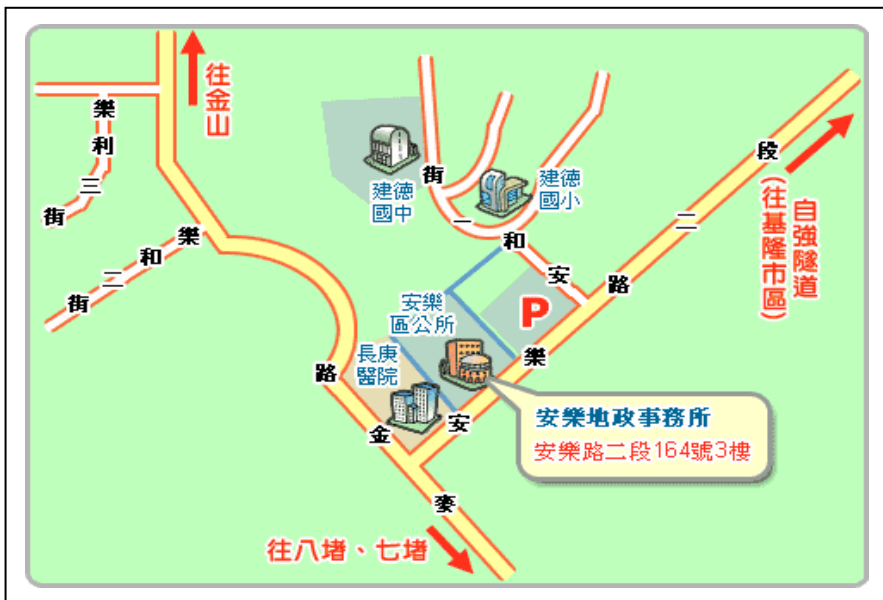 往金山
樂利三街
樂和二街
建德
國中
建德
國小
安和一街
安樂路二段
自強隧道
(往基隆市區)
安樂
區公所
P
長庚
醫院
安樂地政事務所
安樂路二段164號3樓
麥金路
往八堵、七堵